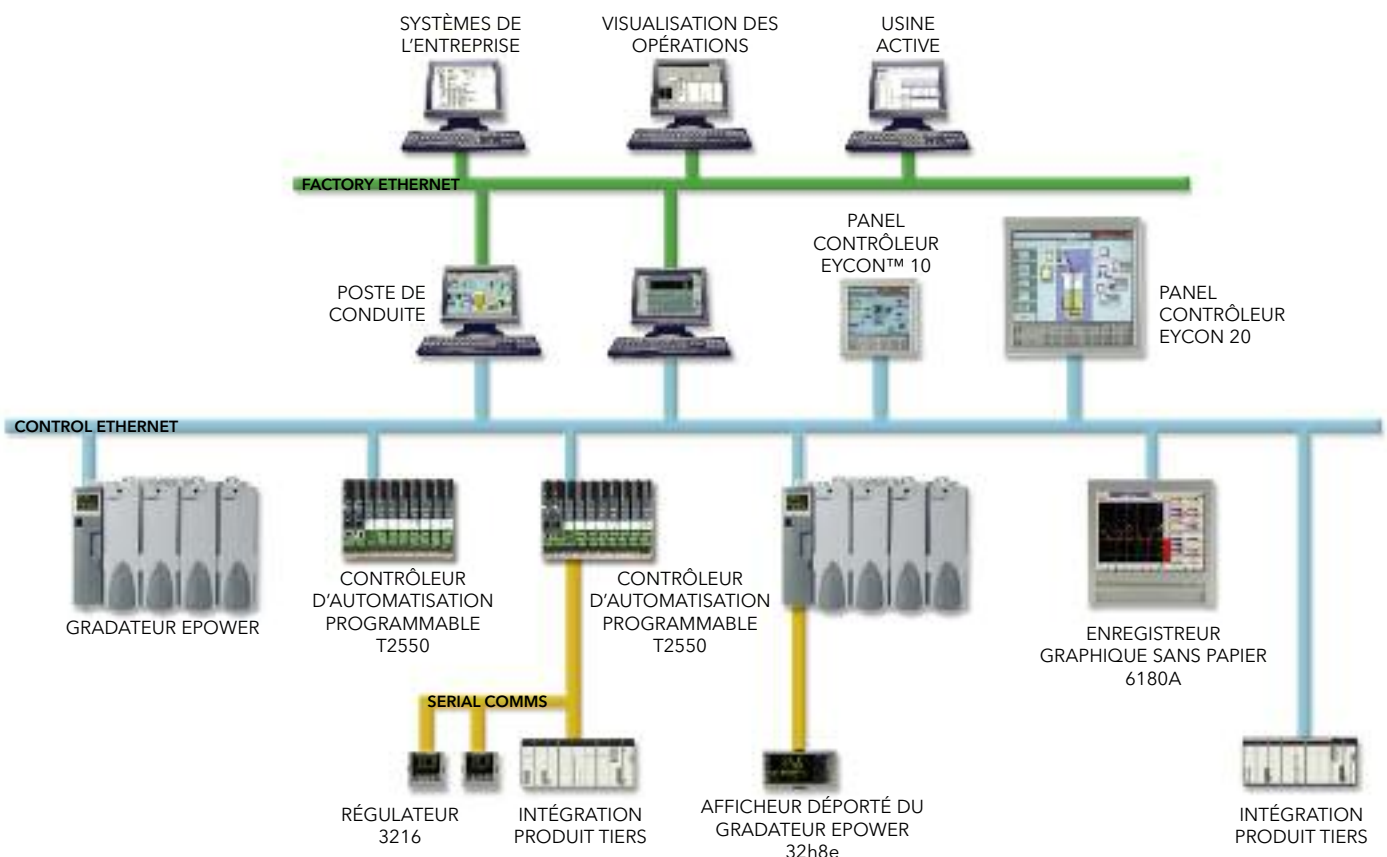 SYSTÈMES DE
L'ENTREPRISE
VISUALISATION DES
OPÉRATIONS
USINE
ACTIVE
FACTORY ETHERNET
POSTE DE
CONDUITE
PANEL
CONTRÔLEUR
EYCON™ 10
PANEL
CONTRÔLEUR
EYCON 20
CONTROL ETHERNET
GRADATEUR EPOWER
CONTRÔLEUR
D'AUTOMATISATION
PROGRAMMABLE
T2550
CONTRÔLEUR
D'AUTOMATISATION
PROGRAMMABLE
T2550
ENREGISTREUR
GRAPHIQUE SANS PAPIER
6180A
SERIAL COMMS
RÉGULATEUR
3216
INTÉGRATION
PRODUIT TIERS
AFFICHEUR DÉPORTÉ DU
GRADATEUR EPOWER
32h8e
INTÉGRATION
PRODUIT TIERS